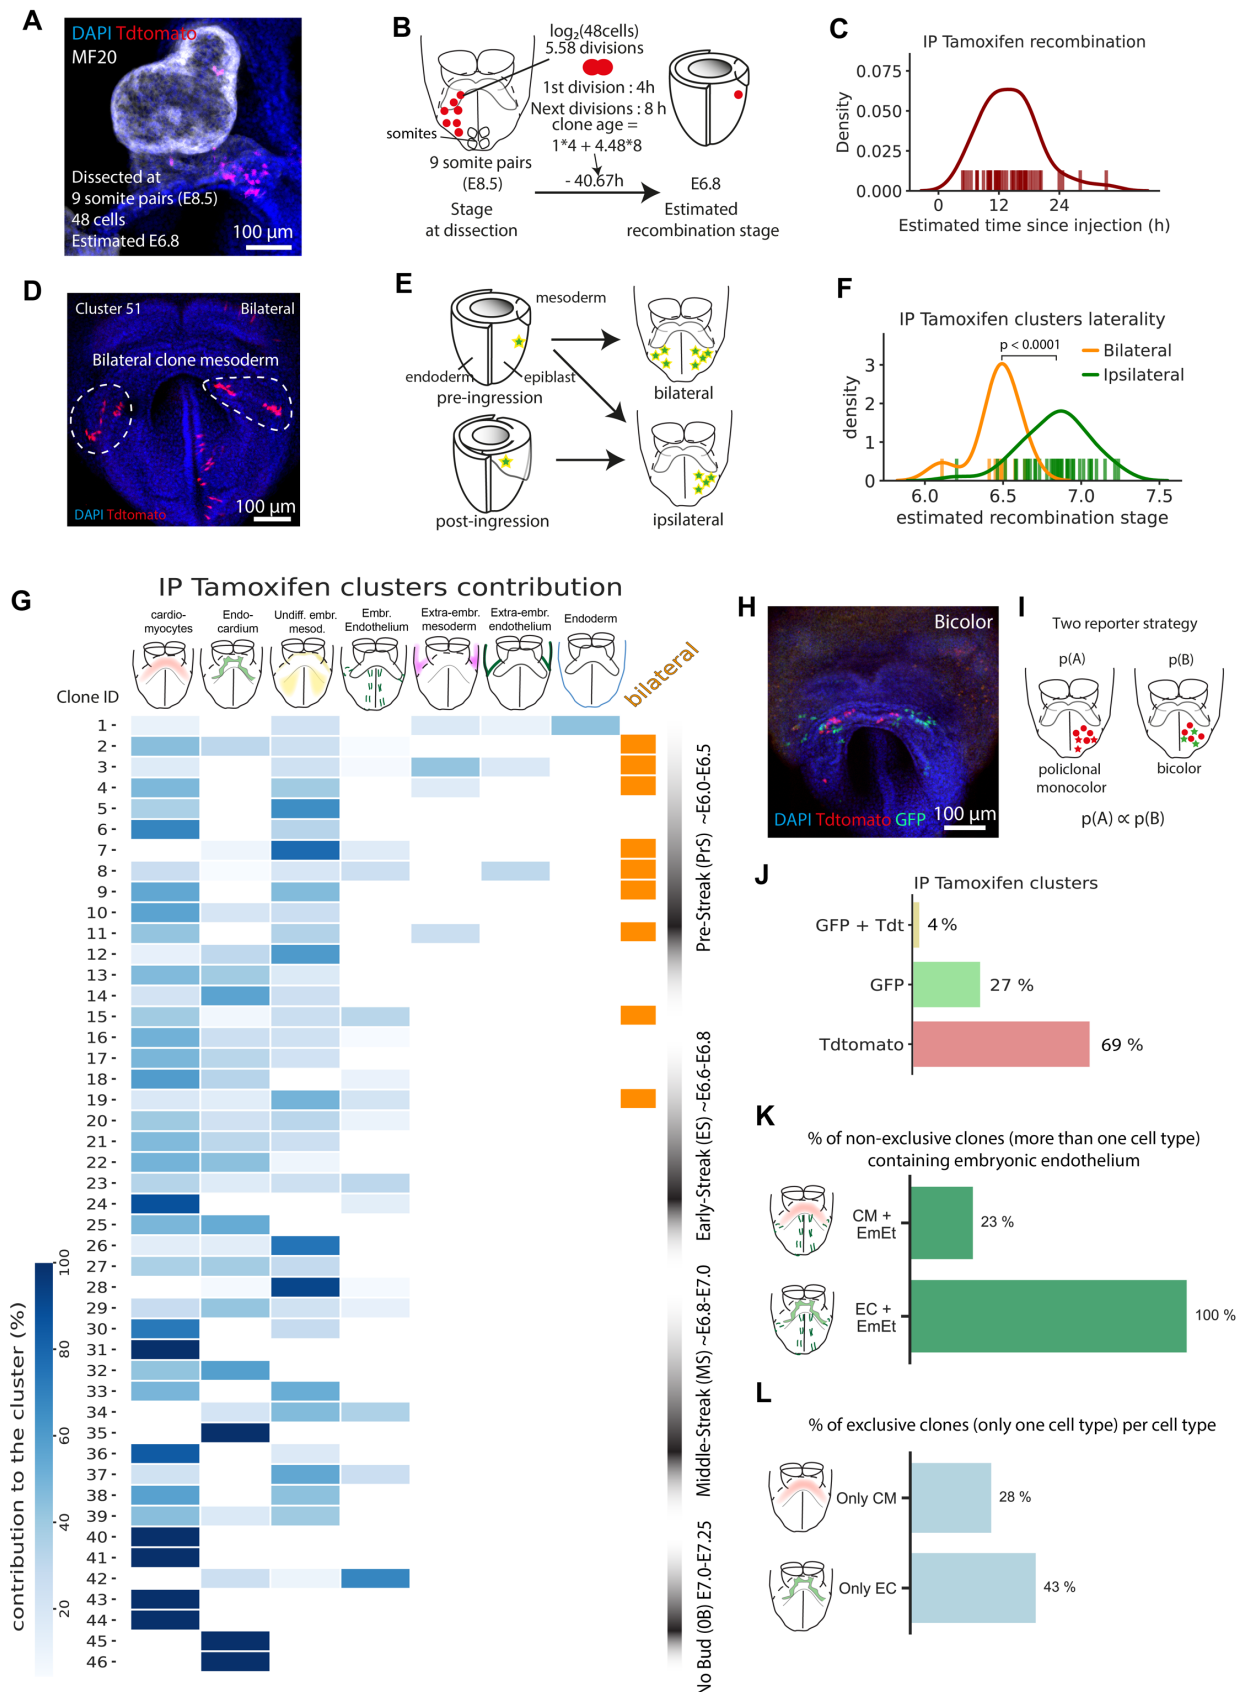 A
DAPI Tdtomato
MF20
Dissected at
9 somite pairs (E8.5)
48 cells
Estimated E6.8
100 µm
B
log₂(48cells)
5.58 divisions
1st division : 4h
Next divisions : 8 h
clone age =
1*4 + 4.48*8
somites
9 somite pairs
(E8.5)
- 40.67h
E6.8
Stage
at dissection
Estimated
recombination stage
C
IP Tamoxifen recombination
Density
0.075
0.050
0.025
0.000
0
12
24
Estimated time since injection (h)
D
Cluster 51
Bilateral
Bilateral clone mesoderm
DAPI Tdtomato
100 µm
E
mesoderm
endoderm
epiblast
pre-ingression
bilateral
post-ingression
ipsilateral
F
IP Tamoxifen clusters laterality
p < 0.0001
Bilateral
Ipsilateral
density
3
2
1
0
6.0
6.5
7.0
7.5
estimated recombination stage
G
IP Tamoxifen clusters contribution
cardio-
myocytes
Endo-
cardium
Undiff. embr.
mesod.
Embr.
Endothelium
Extra-embr.
mesoderm
Extra-embr.
endothelium
Endoderm
bilateral
Clone ID
1
2
3
4
5
6
7
8
9
10
11
12
13
14
15
16
17
18
19
20
21
22
23
24
25
26
27
28
29
30
31
32
33
34
35
36
37
38
39
40
41
42
43
44
45
46
contribution to the cluster (%)
100
80
60
40
20
Pre-Streak (PrS) ~E6.0-E6.5
Early-Streak (ES) ~E6.6-E6.8
Middle-Streak (MS) ~E6.8-E7.0
No Bud (0B) E7.0-E7.25
H
Bicolor
DAPI Tdtomato GFP
100 µm
I
Two reporter strategy
p(A)
p(B)
policlonal
monocolor
bicolor
p(A) ∝ p(B)
J
IP Tamoxifen clusters
GFP + Tdt
4 %
GFP
27 %
Tdtomato
69 %
K
% of non-exclusive clones (more than one cell type)
containing embryonic endothelium
CM +
EmEt
23 %
EC +
EmEt
100 %
L
% of exclusive clones (only one cell type) per cell type
Only CM
28 %
Only EC
43 %